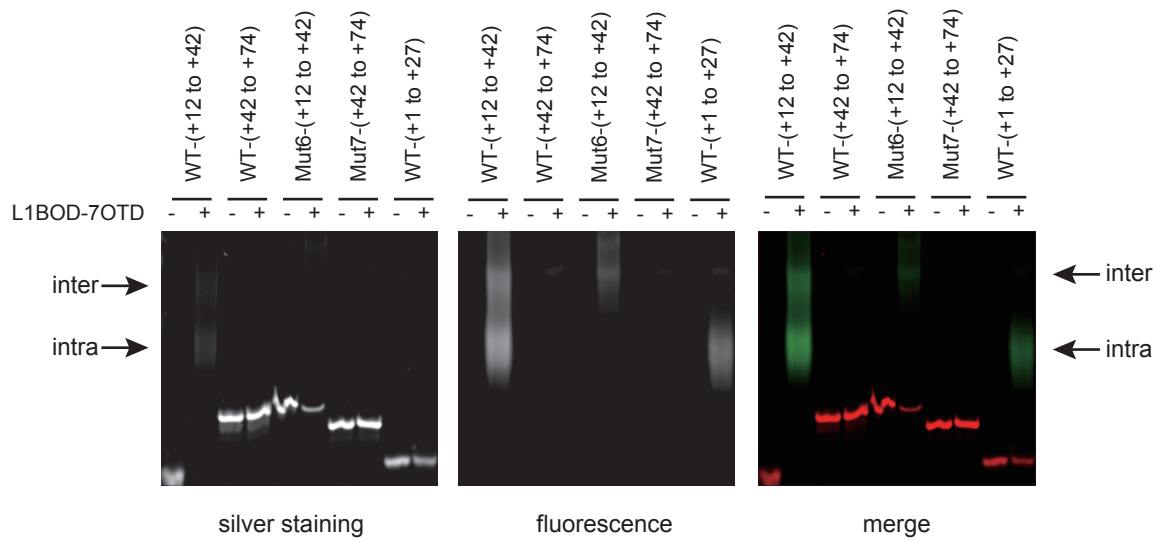 WT-(+12 to +42)
WT-(+42 to +74)
Mut6-(+12 to +42)
Mut7-(+42 to +74)
WT-(+1 to +27)
WT-(+12 to +42)
WT-(+42 to +74)
Mut6-(+12 to +42)
Mut7-(+42 to +74)
WT-(+1 to +27)
WT-(+12 to +42)
WT-(+42 to +74)
Mut6-(+12 to +42)
Mut7-(+42 to +74)
WT-(+1 to +27)
L1BOD-7OTD - + - + - + - + - + - + - + - + - + - + - + - + - + - + - +
inter inter
intra intra
silver staining fluorescence merge